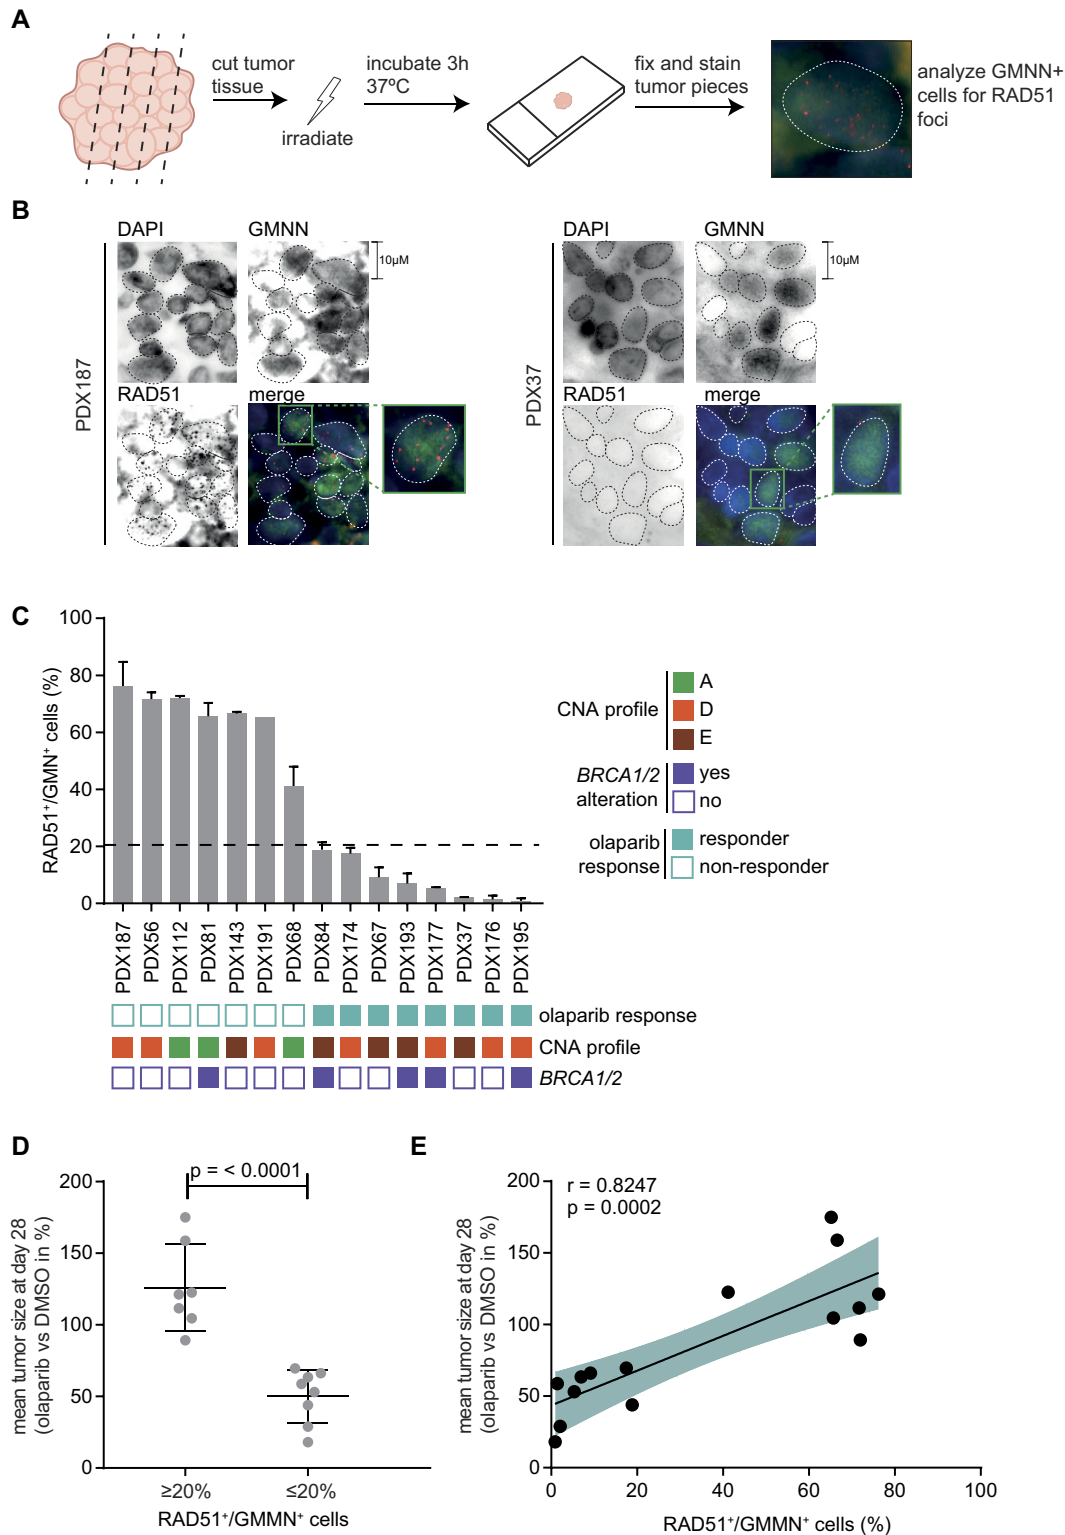 A
cut tumor
tissue
irradiate
incubate 3h
37ºC
fix and stain
tumor pieces
analyze GMNN+
cells for RAD51
foci
B
PDX187
DAPI
GMNN
10µM
RAD51
merge
PDX37
DAPI
GMNN
10µM
RAD51
merge
C
RAD51⁺/GMN⁺ cells (%)
100
80
60
40
20
0
PDX187
PDX56
PDX112
PDX81
PDX143
PDX191
PDX68
PDX84
PDX174
PDX67
PDX193
PDX177
PDX37
PDX176
PDX195
olaparib response
CNA profile
BRCA1/2
CNA profile
A
D
E
BRCA1/2
alteration
yes
no
olaparib
response
responder
non-responder
D
mean tumor size at day 28
(olaparib vs DMSO in %)
200
150
100
50
0
p = < 0.0001
≥20%
≤20%
RAD51⁺/GMMN⁺ cells
E
mean tumor size at day 28
(olaparib vs DMSO in %)
200
150
100
50
0
r = 0.8247
p = 0.0002
0
20
40
60
80
100
RAD51⁺/GMMN⁺ cells (%)